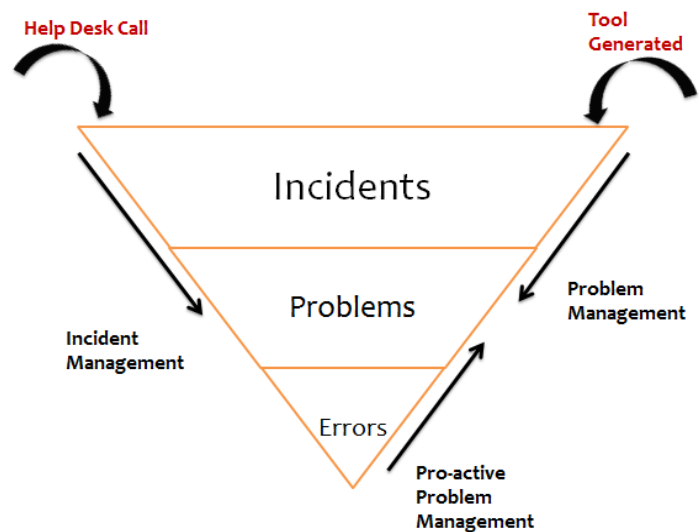 Help Desk Call
Tool
Generated
Incidents
Problems
Problem
Management
Incident
Management
Errors
Pro-active
Problem
Management